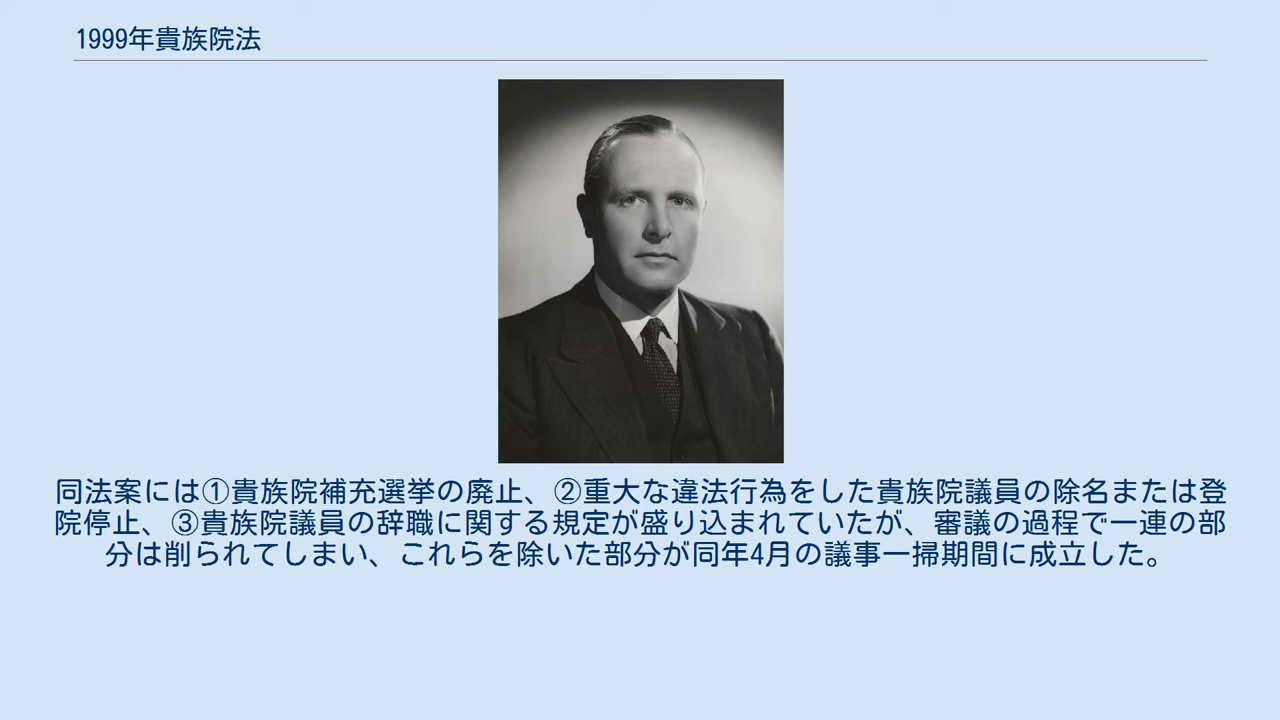 1999年貴族院法
同法案には①貴族院補充選挙の廃止、②重大な違法行為をした貴族院議員の除名または登
院停止、③貴族院議員の辞職に関する規定が盛り込まれていたが、審議の過程で一連の部
分は削られてしまい、これらを除いた部分が同年4月の議事一掃期間に成立した。